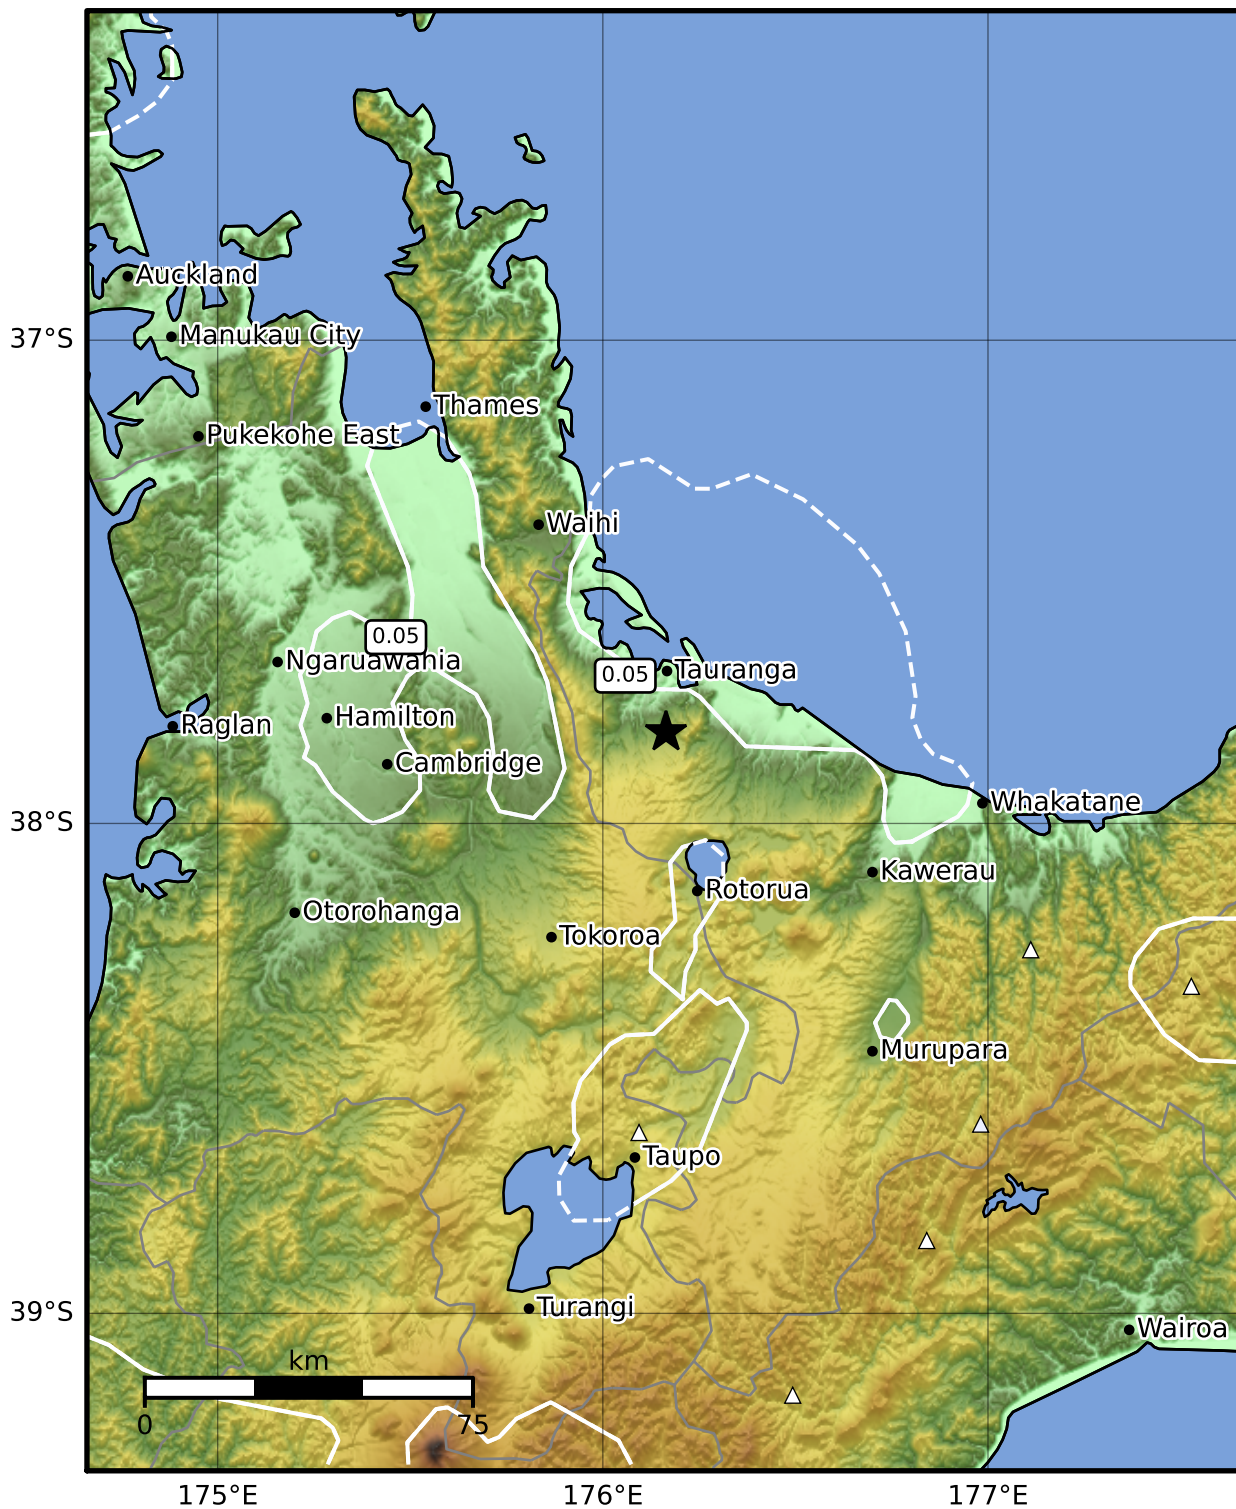 Auckland
Manukau City
37°S
Thames
Pukekohe East
Waihi
0.05
Ngaruawahia
0.05
Tauranga
Hamilton
Raglan
Cambridge
Whakatane
38°S
Kawerau
Rotorua
Otorohanga
Tokoroa
Murupara
Taupo
Turangi
39°S
Wairoa
km
0
75
175°E
176°E
177°E